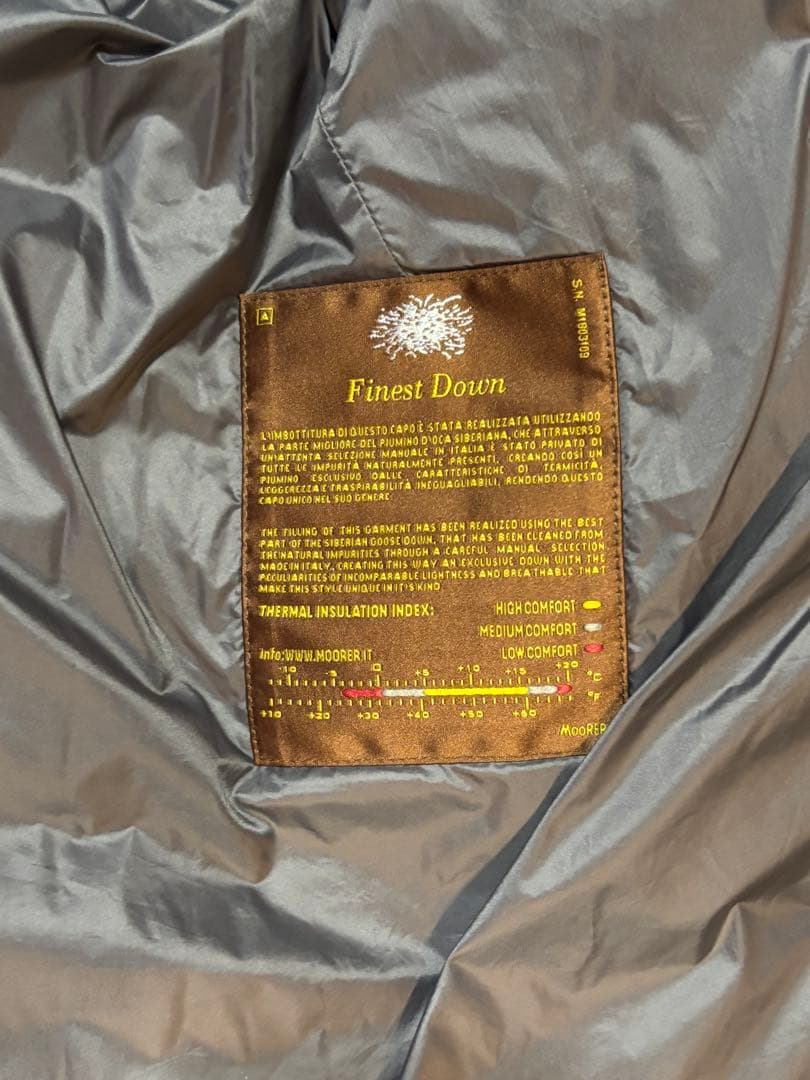 A
S.N. M1803109
Finest Down
L'IMBOTTITURA DI QUESTO CAPO È STATA REALIZZATA UTILIZZANDO
LA PARTE MIGLIORE DEL PIUMINO D'OCA SIBERIANA, CHE ATTRAVERSO
UN'ATTENTA SELEZIONE MANUALE IN ITALIA È STATO PRIVATO DI
TUTTE LE IMPURITÀ NATURALMENTE PRESENTI, CREANDO COSÌ UN
PIUMINO ESCLUSIVO DALLE CARATTERISTICHE DI TERMICITÀ,
LEGGEREZZA E TRASPIRABILITÀ INEGUAGLIABILI, RENDENDO QUESTO
CAPO UNICO NEL SUO GENERE
THE FILLING OF THIS GARMENT HAS BEEN REALIZED USING THE BEST
PART OF THE SIBERIAN GOOSE DOWN, THAT HAS BEEN CLEANED FROM
THE NATURAL IMPURITIES THROUGH A CAREFUL MANUAL SELECTION
MADE IN ITALY, CREATING THIS WAY AN EXCLUSIVE DOWN WITH THE
PECULIARITIES OF INCOMPARABLE LIGHTNESS AND BREATHABLE THAT
MAKE THIS STYLE UNIQUE IN IT'S KIND
THERMAL INSULATION INDEX: HIGH COMFORT
MEDIUM COMFORT
Info: WWW.MOORER.IT LOW COMFORT
-10 -5 0 +5 +10 +15 +20
°C
°F
+10 +20 +30 +40 +50 +60
MOORER